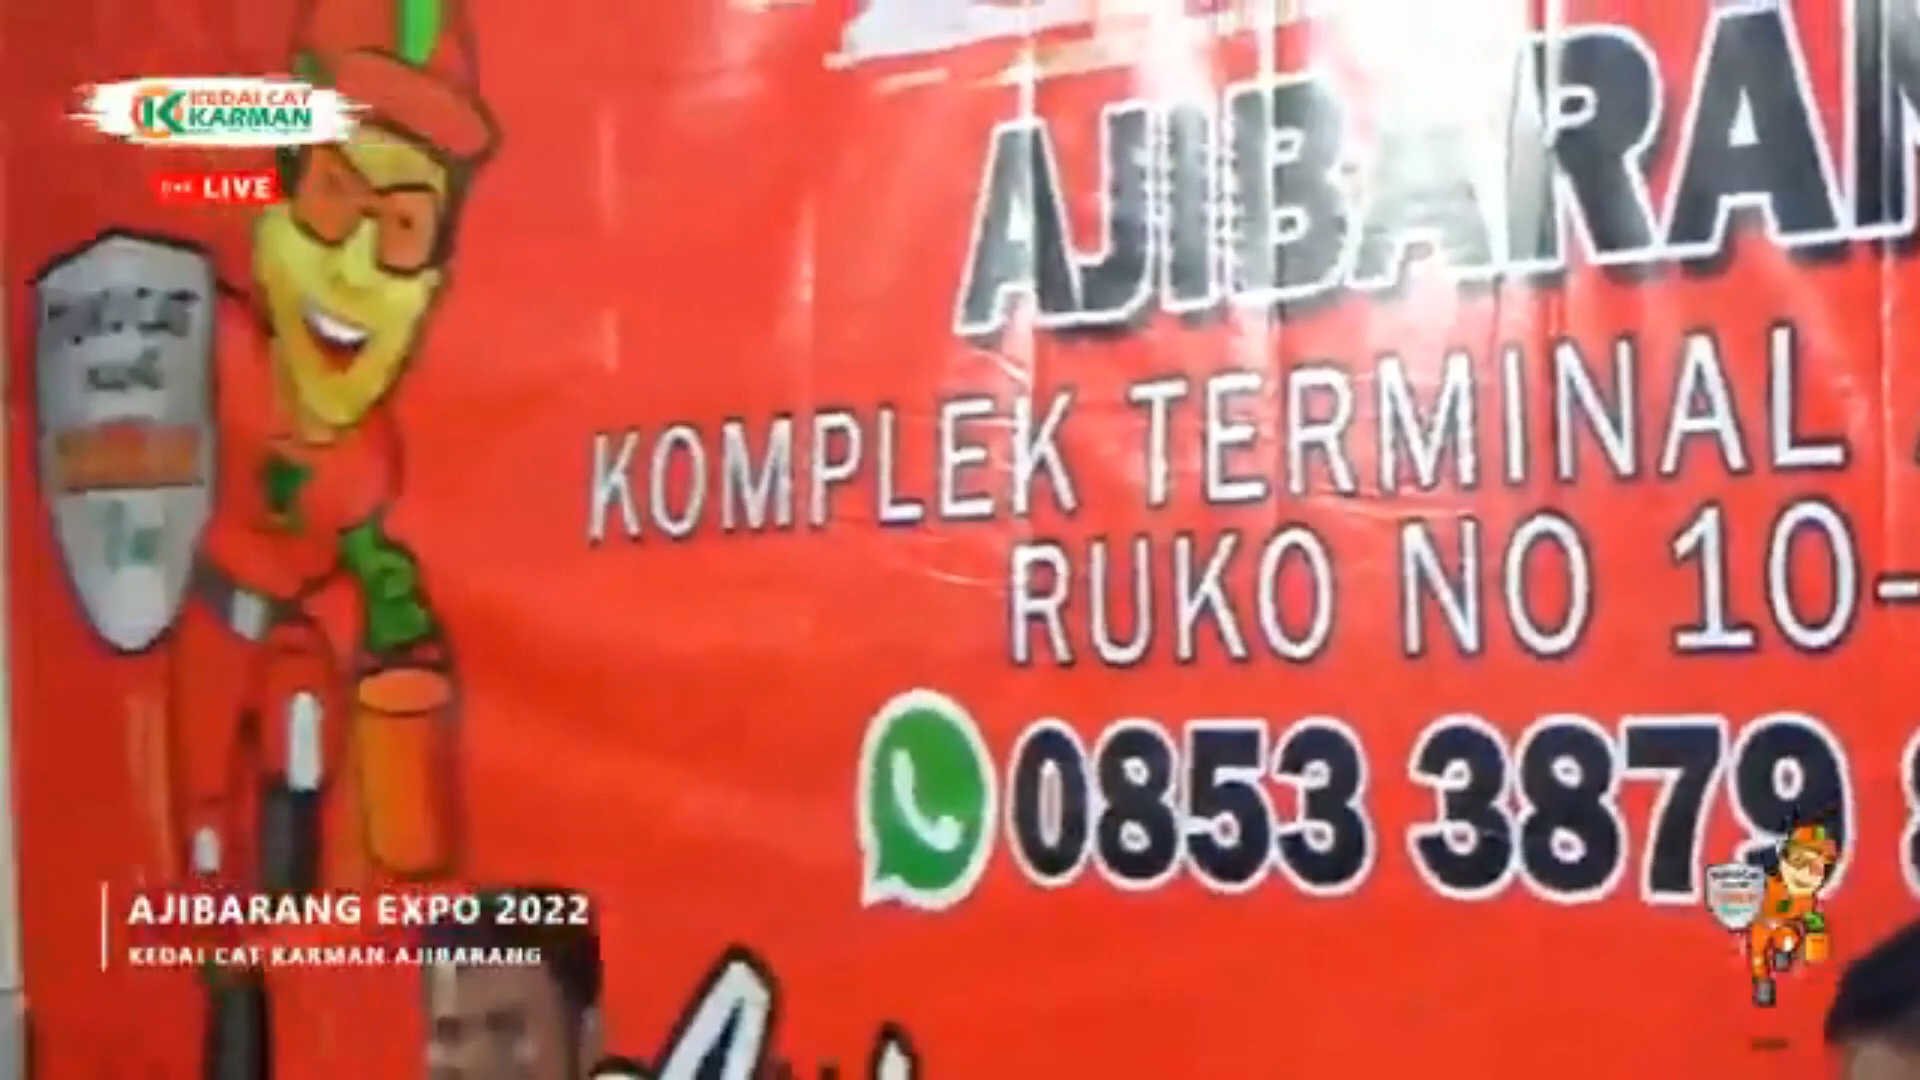 KEDAI CAT
KARMAN
LIVE
AJIBARAN
KOMPLEK TERMINAL
RUKO NO 10-
0853 3879
AJIBARANG EXPO 2022
KEDAI CAT KARMAN AJIBARANG